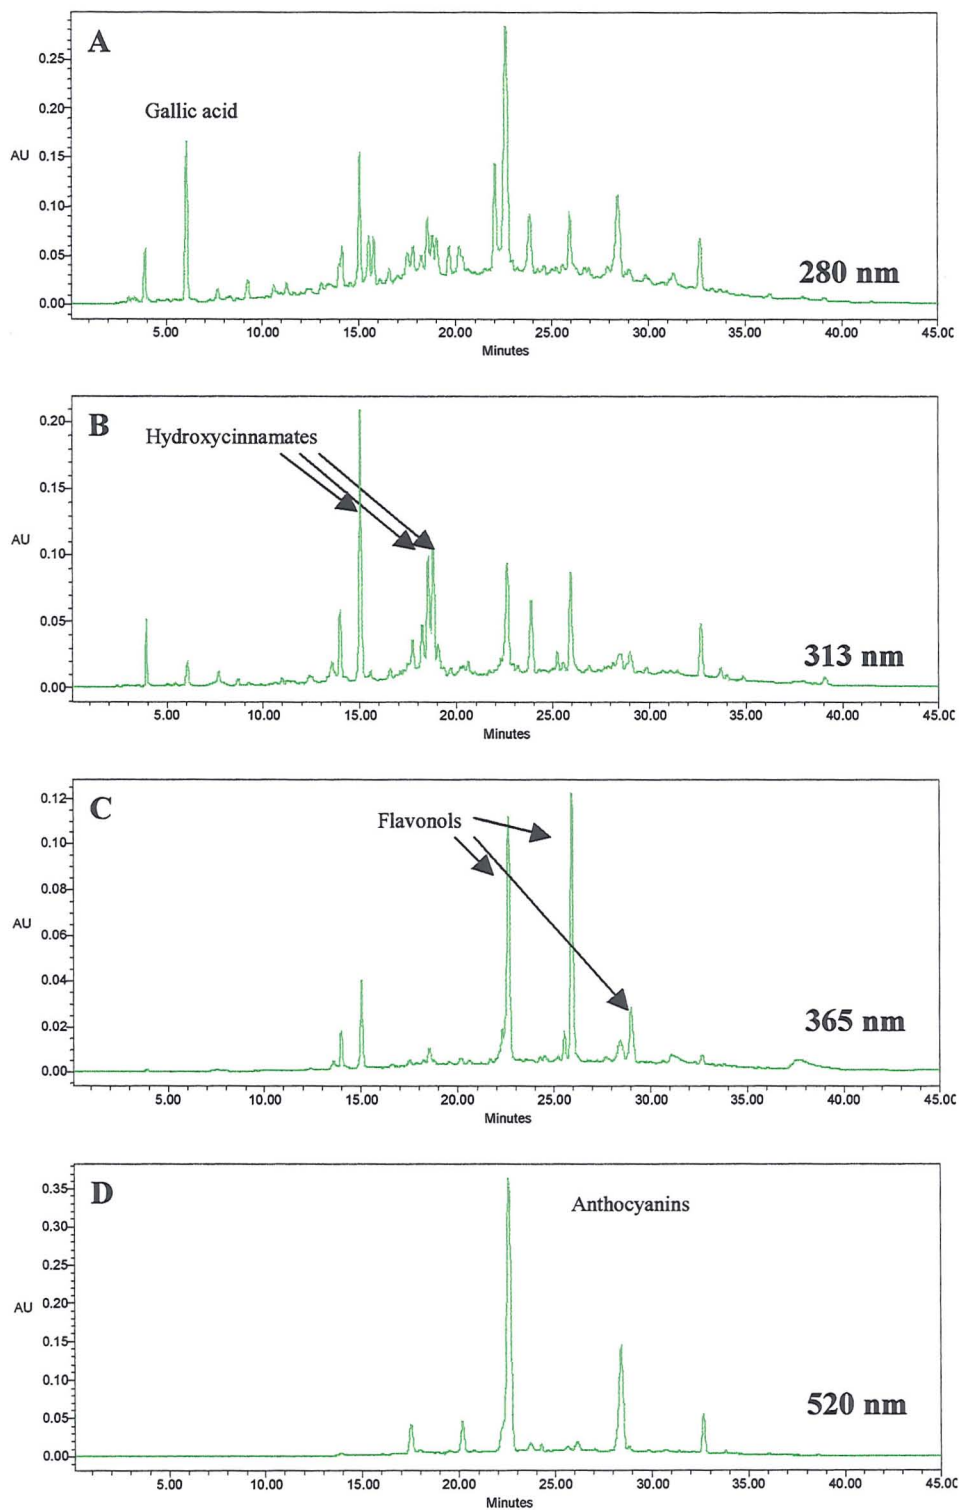 A
Gallic acid
0.25
0.20
0.15
AU
0.10
0.05
0.00
280 nm
5.00 10.00 15.00 20.00 25.00 30.00 35.00 40.00 45.00
Minutes
B
Hydroxycinnamates
0.20
0.15
AU
0.10
0.05
0.00
313 nm
5.00 10.00 15.00 20.00 25.00 30.00 35.00 40.00 45.00
Minutes
C
Flavonols
0.12
0.10
0.08
AU
0.06
0.04
0.02
0.00
365 nm
5.00 10.00 15.00 20.00 25.00 30.00 35.00 40.00 45.00
Minutes
D
Anthocyanins
0.35
0.30
0.25
AU 0.20
0.15
0.10
0.05
0.00
520 nm
5.00 10.00 15.00 20.00 25.00 30.00 35.00 40.00 45.00
Minutes